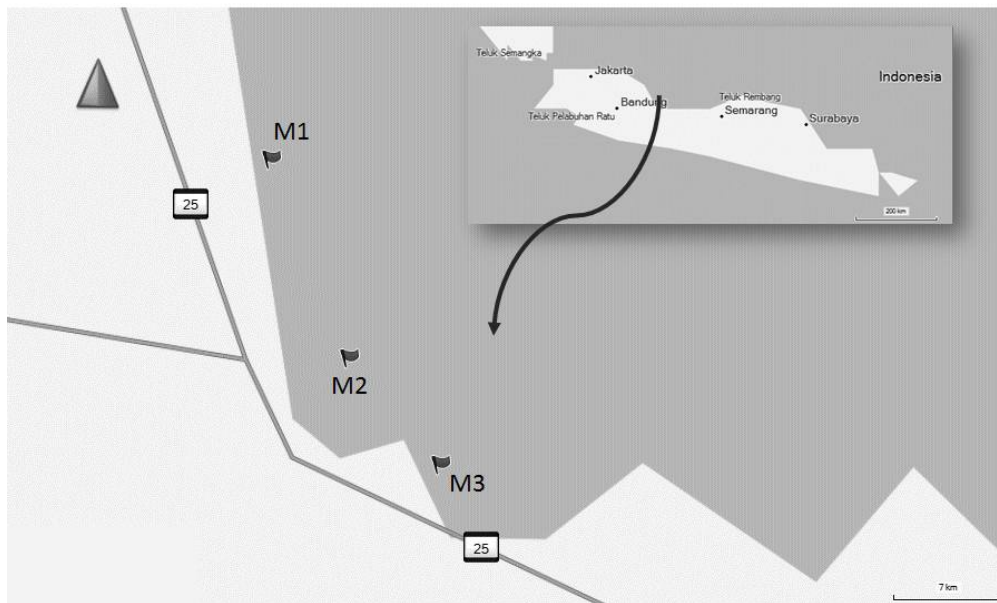 Teluk Semangka
Jakarta
Indonesia
Bandung
Teluk Rembang
Semarang
Teluk Pelabuhan Ratu
Surabaya
200 km
M1
25
M2
M3
25
7 km